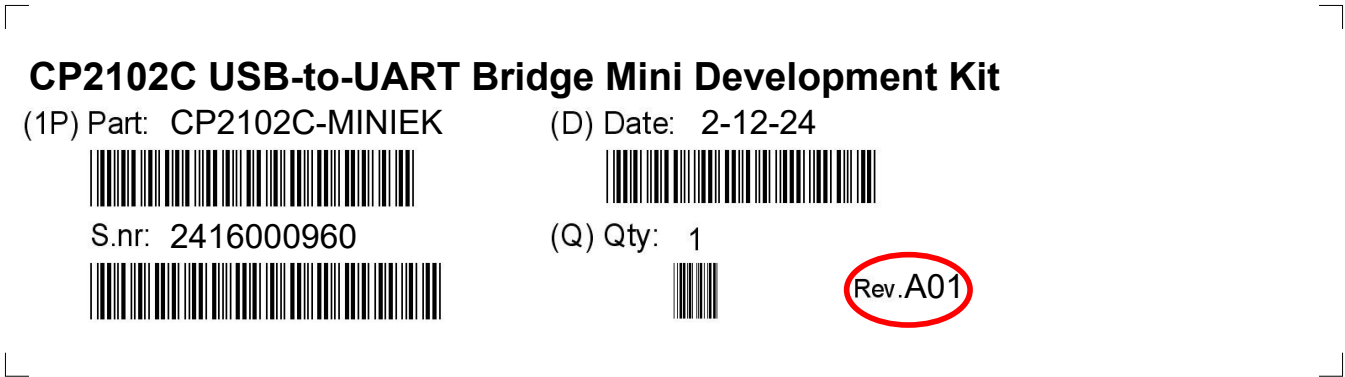 CP2102C USB-to-UART Bridge Mini Development Kit
(1P) Part: CP2102C-MINIEK (D) Date: 2-12-24
S.nr: 2416000960 (Q) Qty: 1
Rev.A01